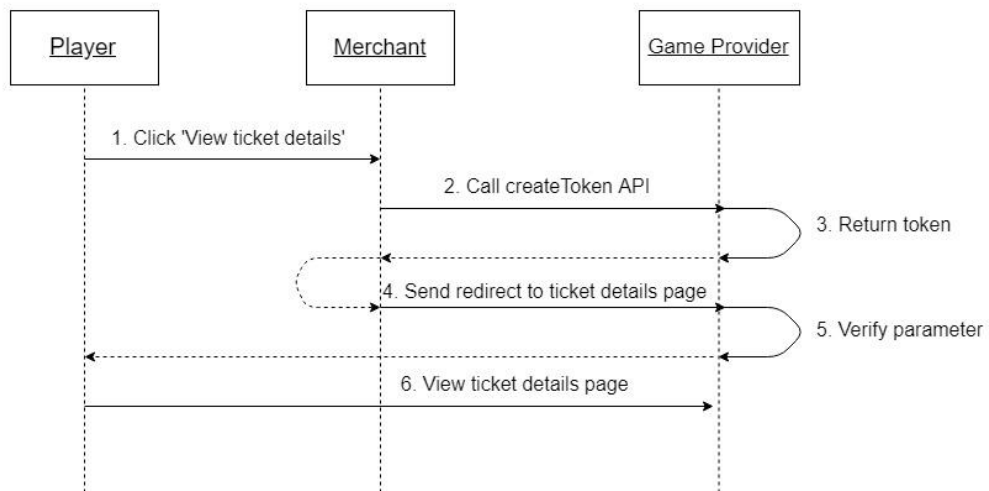 Player
Merchant
Game Provider
1. Click 'View ticket details'
2. Call createToken API
3. Return token
4. Send redirect to ticket details page
5. Verify parameter
6. View ticket details page